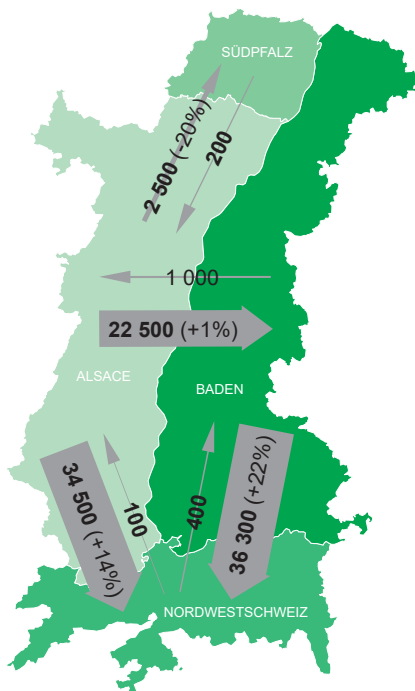 SÜDPFALZ
2 500 (-20%)
200
1 000
22 500 (+1%)
ALSACE
BADEN
34 500 (+14%)
100
400
36 300 (+22%)
NORDWESTSCHWEIZ